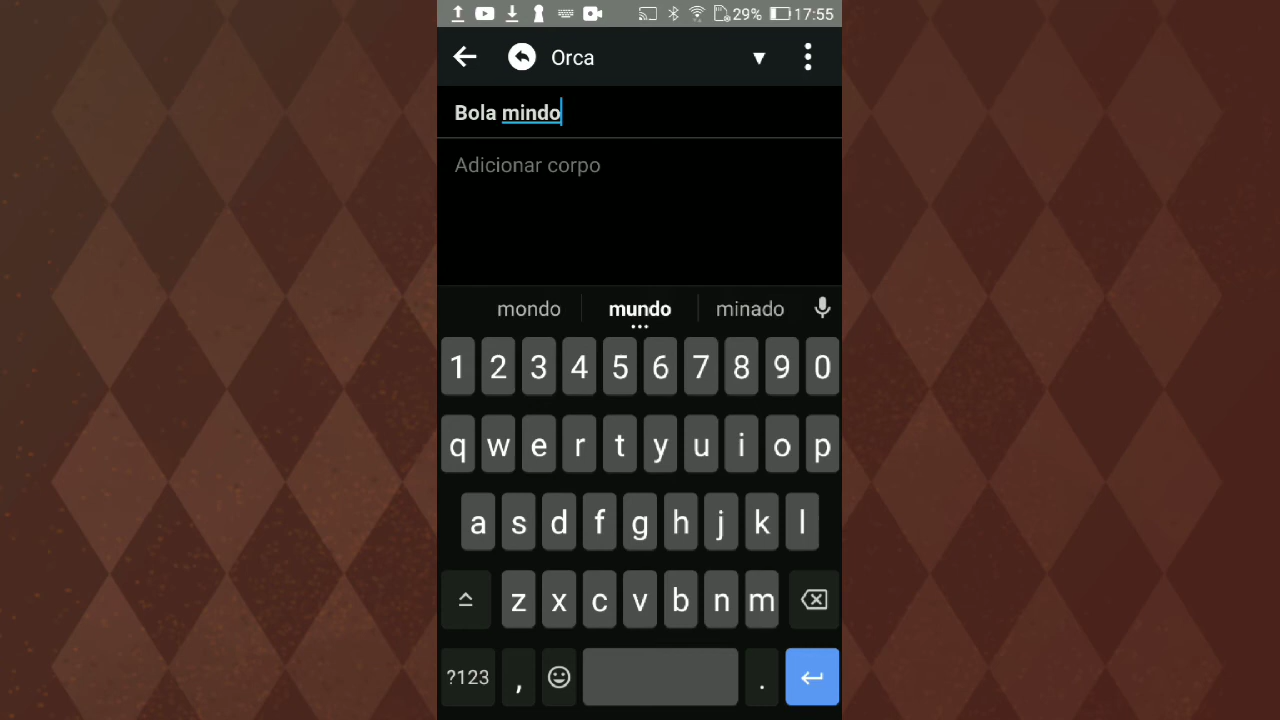 29% 17:55
Orca
Bola mindo
Adicionar corpo
mondo mundo minado
1 2 3 4 5 6 7 8 9 0
q w e r t y u i o p
a s d f g h j k l
z x c v b n m
?123 , .